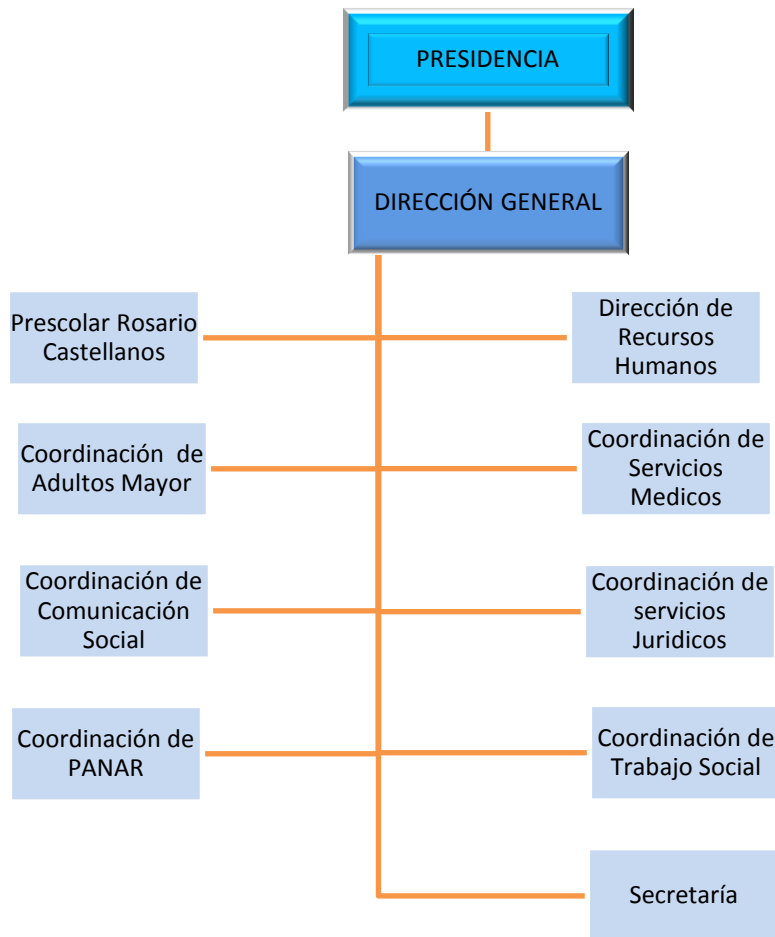 PRESIDENCIA
DIRECCIÓN GENERAL
Prescolar Rosario
Castellanos
Dirección de
Recursos
Humanos
Coordinación de
Adultos Mayor
Coordinación de
Servicios
Medicos
Coordinación de
Comunicación
Social
Coordinación de
servicios
Juridicos
Coordinación de
PANAR
Coordinación de
Trabajo Social
Secretaría